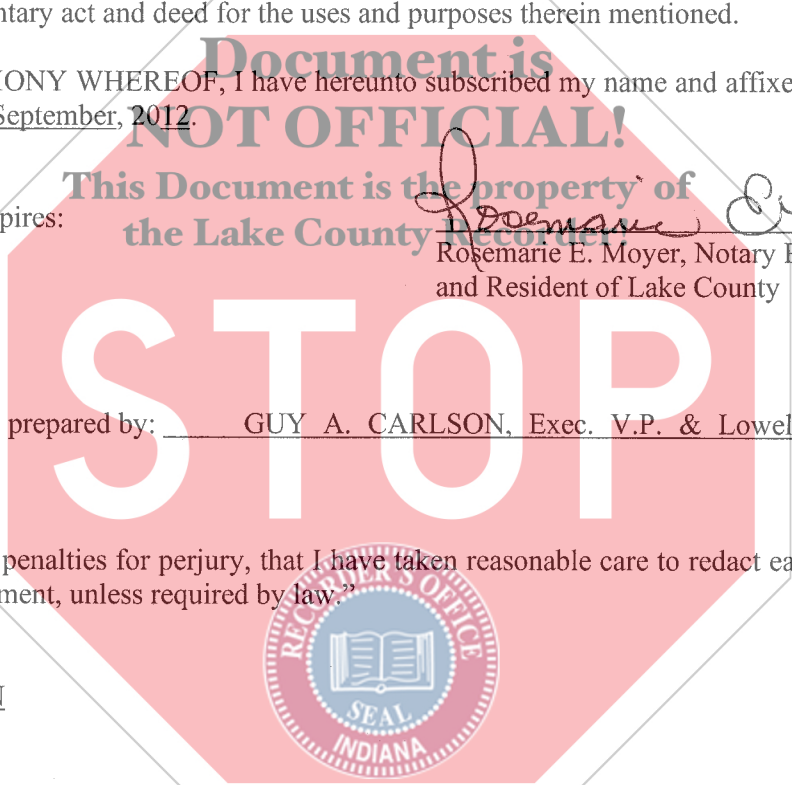 ntary act and deed for the uses and purposes therein mentioned.
Document is
IONY WHEREOF, I have hereunto subscribed my name and affixe
September, 2012.
NOT OFFICIAL!
This Document is the property of
pires:
the Lake County Recorder!
Rosemarie E.
Rosemarie E. Moyer, Notary P
and Resident of Lake County
STOP
prepared by: GUY A. CARLSON, Exec. V.P. & Lowel
penalties for perjury, that I have taken reasonable care to redact ea
ment, unless required by law."
RECORDER'S OFFICE
SEAL
INDIANA
N